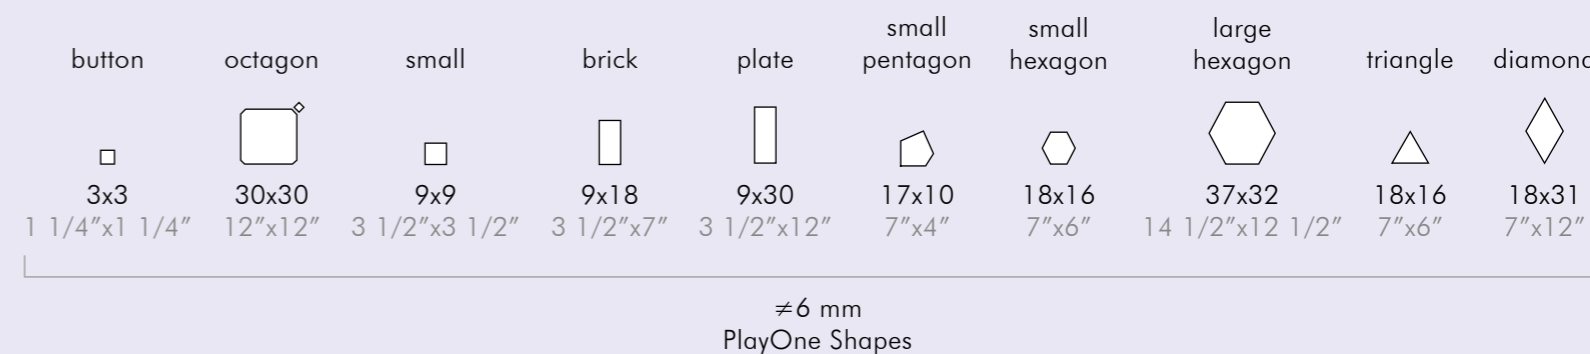 button
octagon
small
brick
plate
small
pentagon
small
hexagon
large
hexagon
triangle
diamond
3x3
30x30
9x9
9x18
9x30
17x10
18x16
37x32
18x16
18x31
1 1/4”x1 1/4”
12”x12”
3 1/2”x3 1/2”
3 1/2”x7”
3 1/2”x12”
7”x4”
7”x6”
14 1/2”x12 1/2”
7”x6”
7”x12”
≠6 mm
PlayOne Shapes